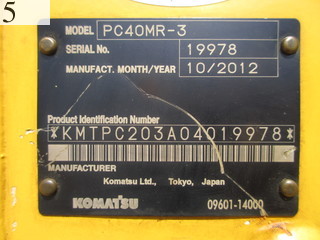 5
MODEL PC40MR-3
SERIAL No. 19978
MANUFACT. MONTH/YEAR 10/2012
Product Identification Number
*KMTPC203A04019978*
MANUFACTURER
Komatsu Ltd., Tokyo, Japan
KOMATSU 09601-14000